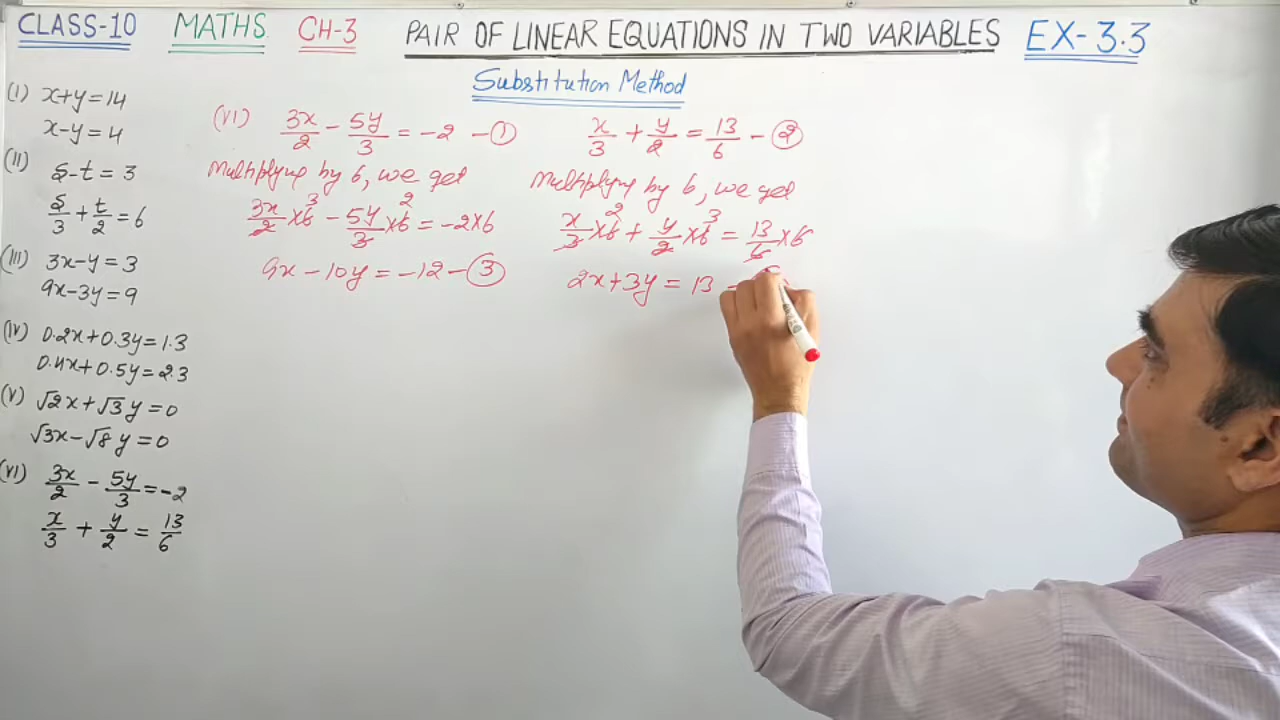 CLASS-10 MATHS. CH-3 PAIR OF LINEAR EQUATIONS IN TWO VARIABLES EX-3.3
Substitution Method
(I) x+y=14
x-y=4
(II) s-t=3
s/3+t/2=6
(III) 3x-y=3
9x-3y=9
(IV) 0.2x+0.3y=1.3
0.4x+0.5y=2.3
(V) √2x+√3y=0
√3x-√8y=0
(VI) 3x/2-5y/3=-2
x/3+y/2=13/6
(VI) 3x/2-5y/3=-2-①
Multiplying by 6, we get
3x/2×6 3-5y/3×6 2=-2×6
9x-10y=-12-③
x/3+y/2=13/6-②
Multiplying by 6, we get
x/3×6 2+y/2×6 3=13/6×6
2x+3y=13-